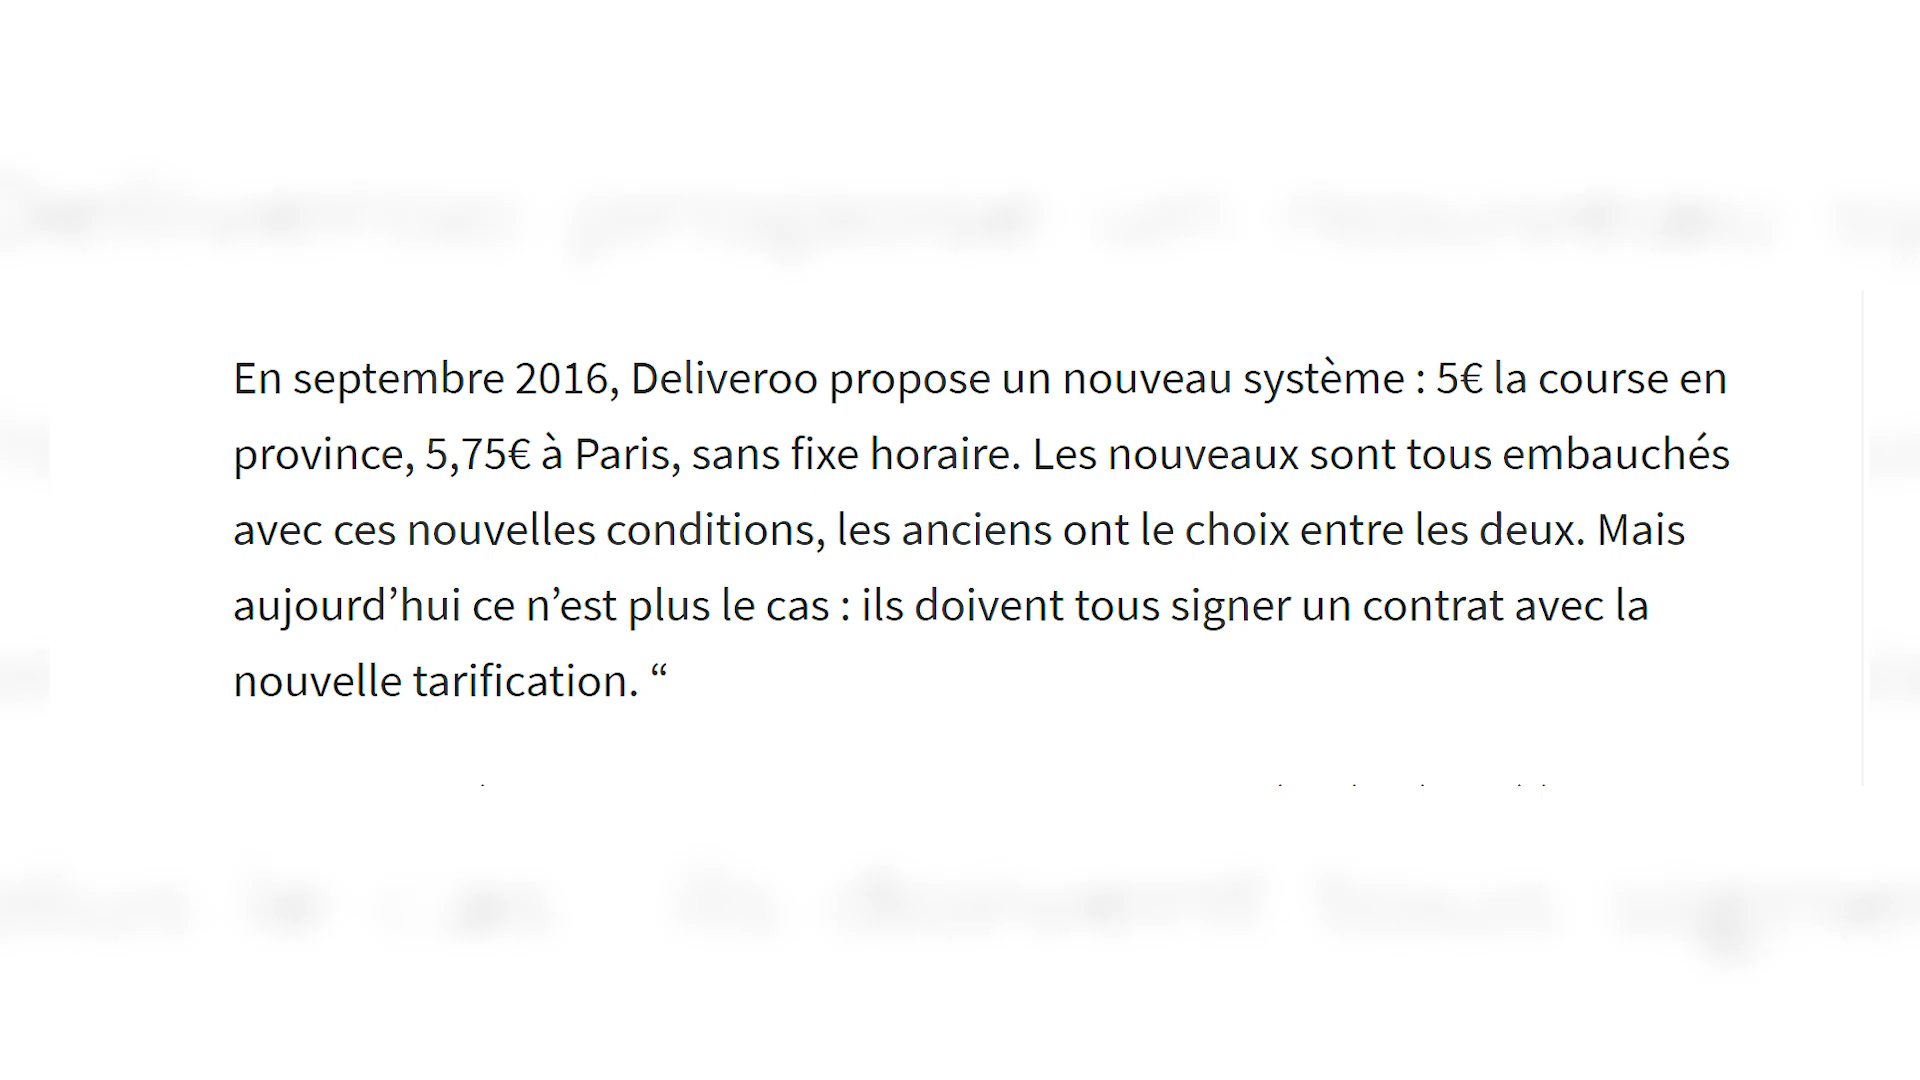 En septembre 2016, Deliveroo propose un nouveau système : 5€ la course en
province, 5,75€ à Paris, sans fixe horaire. Les nouveaux sont tous embauchés
avec ces nouvelles conditions, les anciens ont le choix entre les deux. Mais
aujourd’hui ce n’est plus le cas : ils doivent tous signer un contrat avec la
nouvelle tarification. “